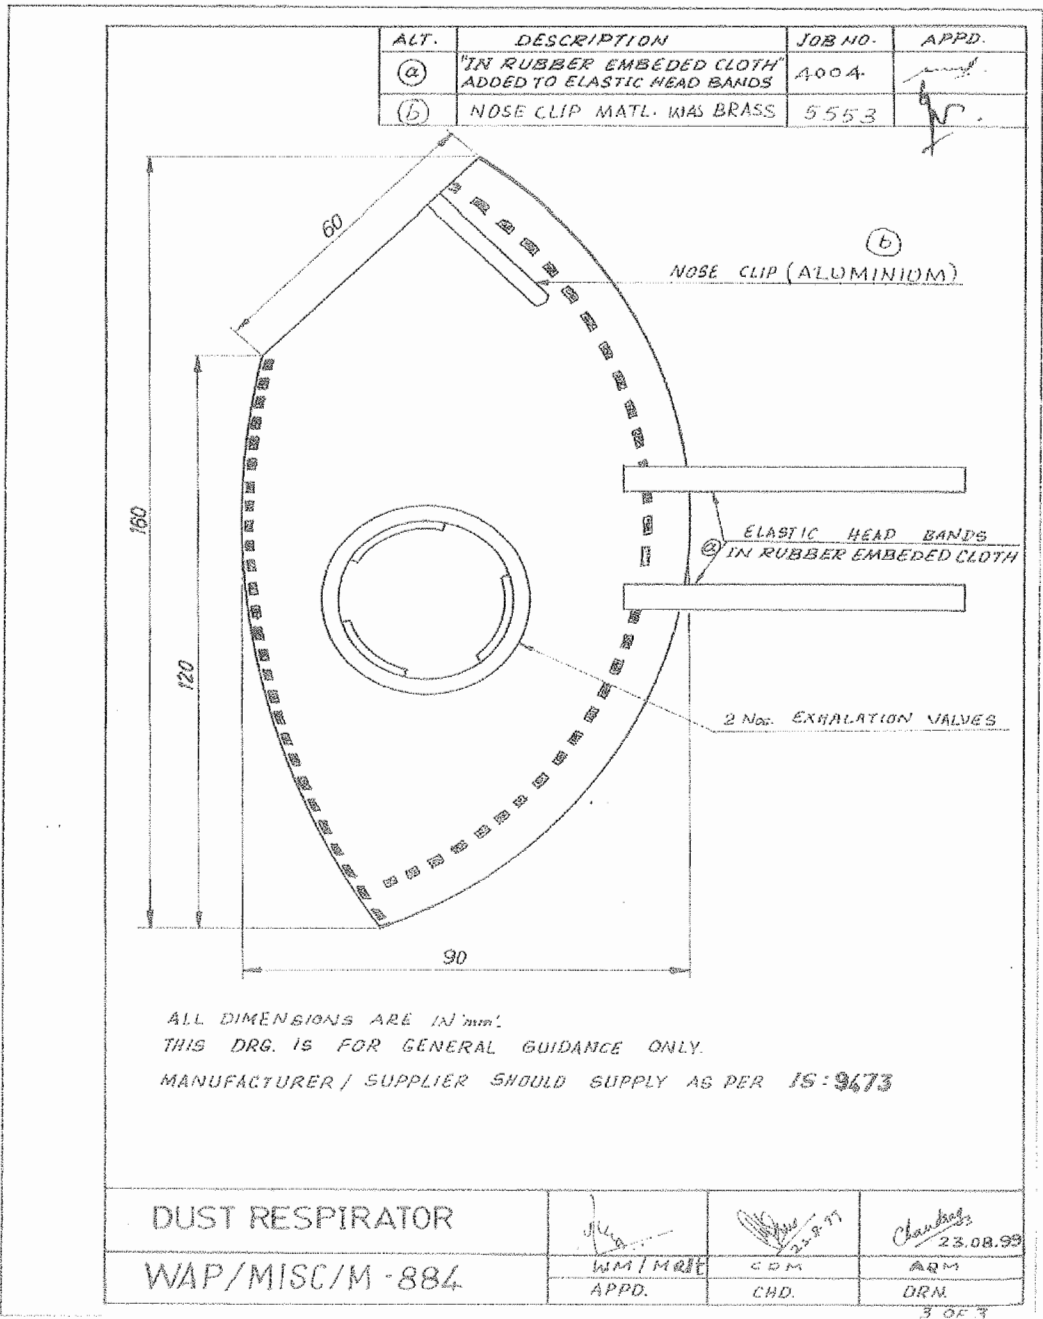 ALT. DESCRIPTION JOB NO. APPD.
(a) "IN RUBBER EMBEDED CLOTH" ADDED TO ELASTIC HEAD BANDS 4004
(b) NOSE CLIP MATL. WAS BRASS 5553
60
(b)
NOSE CLIP (ALUMINIUM)
160
ELASTIC HEAD BANDS
(a) IN RUBBER EMBEDED CLOTH
120
2 Nos. EXHALATION VALVES
90
ALL DIMENSIONS ARE IN 'mm'.
THIS DRG. IS FOR GENERAL GUIDANCE ONLY.
MANUFACTURER / SUPPLIER SHOULD SUPPLY AS PER IS:9473
DUST RESPIRATOR
23.08.99
WAP/MISC/M-884
CDM
APPD. CHD. DRN.
3 OF 3